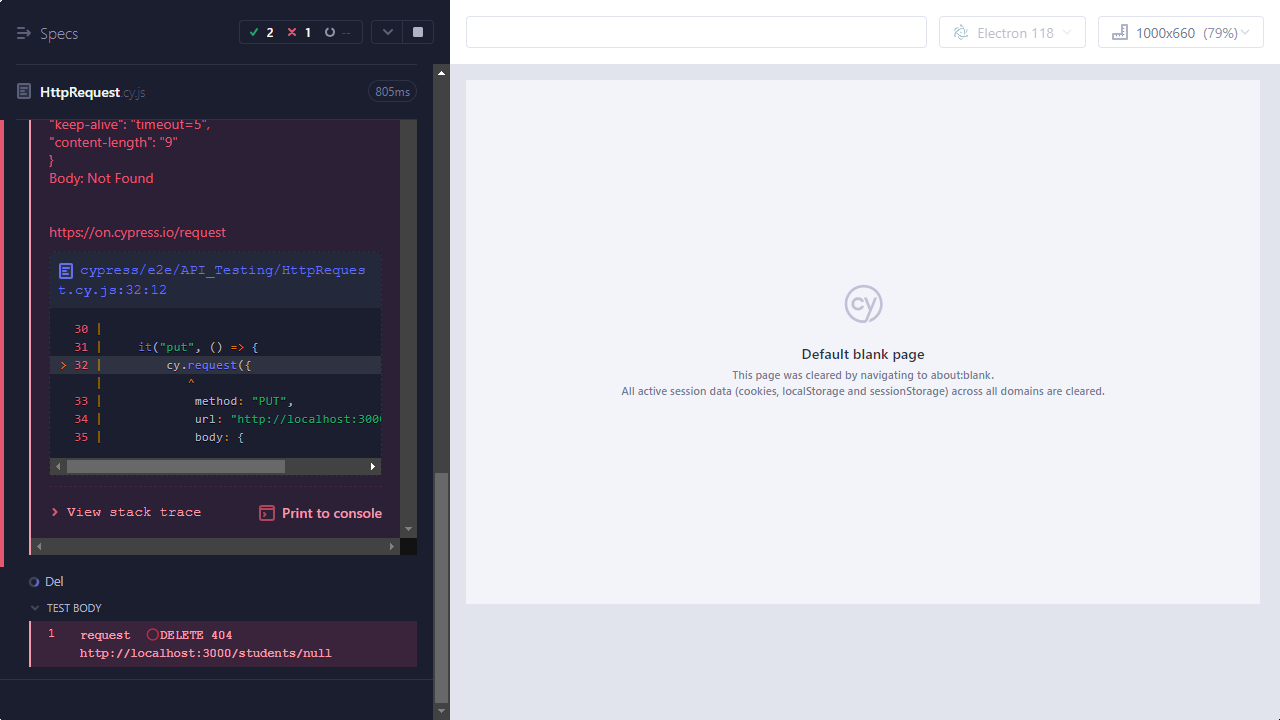 Specs
2 1 --
Electron 118
1000x660 (79%)
HttpRequest cy.js
805ms
"keep-alive": "timeout=5",
"content-length": "9"
}
Body: Not Found
https://on.cypress.io/request
cypress/e2e/API_Testing/HttpReques
t.cy.js:32:12
30 |
31 | it("put", () => {
> 32 | cy.request({
| ^
33 | method: "PUT",
34 | url: "http://localhost:300
35 | body: {
> View stack trace
Print to console
Del
TEST BODY
1 request DELETE 404
http://localhost:3000/students/null
cy
Default blank page
This page was cleared by navigating to about:blank.
All active session data (cookies, localStorage and sessionStorage) across all domains are cleared.